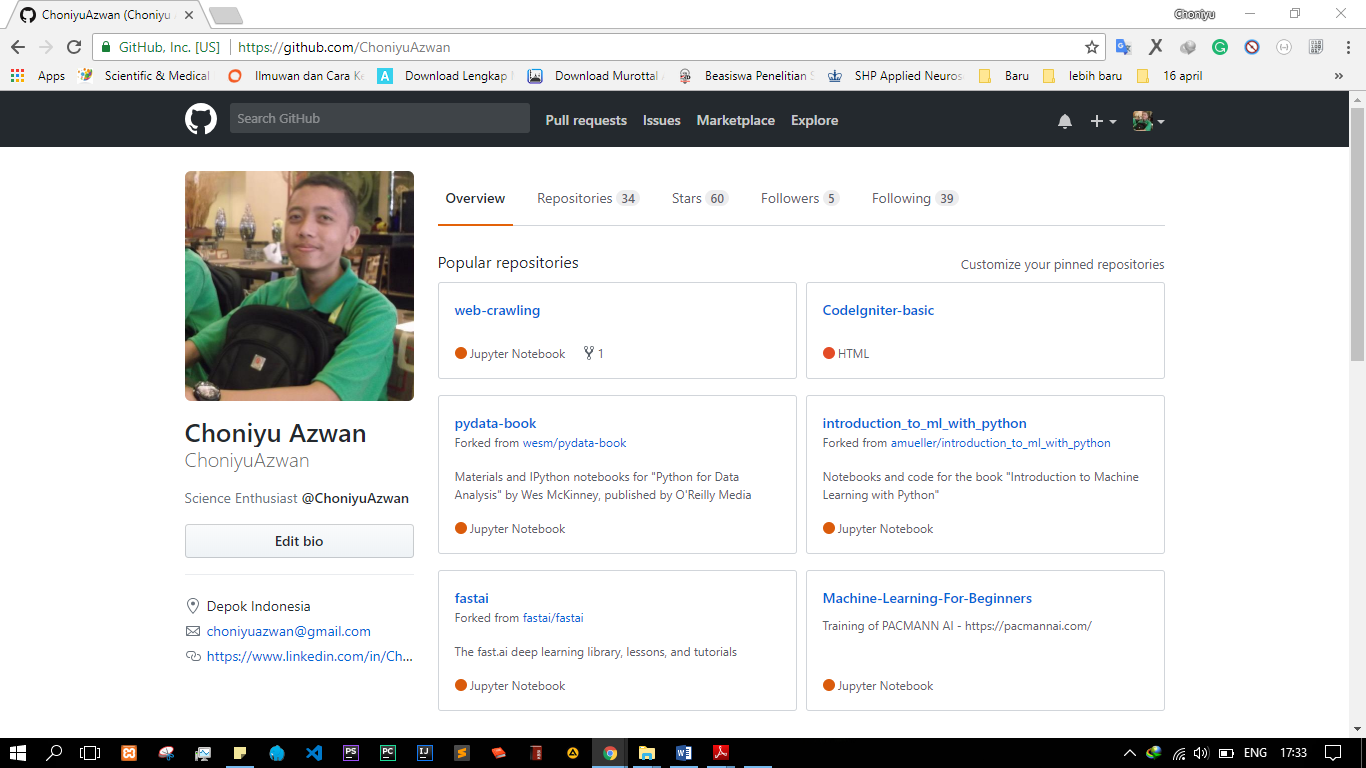 ChoniyuAzwan (Choniyu
Choniyu
GitHub, Inc. [US]
https://github.com/ChoniyuAzwan
Apps
Scientific & Medical
Ilmuwan dan Cara K
Download Lengkap
Download Murottal
Beasiswa Penelitian S
SHP Applied Neuros
Baru
lebih baru
16 april
Search GitHub
Pull requests
Issues
Marketplace
Explore
Overview
Repositories 34
Stars 60
Followers 5
Following 39
Popular repositories
Customize your pinned repositories
web-crawling
Jupyter Notebook
1
CodeIgniter-basic
HTML
pydata-book
Forked from wesm/pydata-book
Materials and IPython notebooks for "Python for Data
Analysis" by Wes McKinney, published by O'Reilly Media
Jupyter Notebook
introduction_to_ml_with_python
Forked from amueller/introduction_to_ml_with_python
Notebooks and code for the book "Introduction to Machine
Learning with Python"
Jupyter Notebook
fastai
Forked from fastai/fastai
The fast.ai deep learning library, lessons, and tutorials
Jupyter Notebook
Machine-Learning-For-Beginners
Training of PACMANN AI - https://pacmannai.com/
Jupyter Notebook
Choniyu Azwan
ChoniyuAzwan
Science Enthusiast @ChoniyuAzwan
Edit bio
Depok Indonesia
choniyuazwan@gmail.com
https://www.linkedin.com/in/Ch...
PS
PC
IJ
ENG
17:33